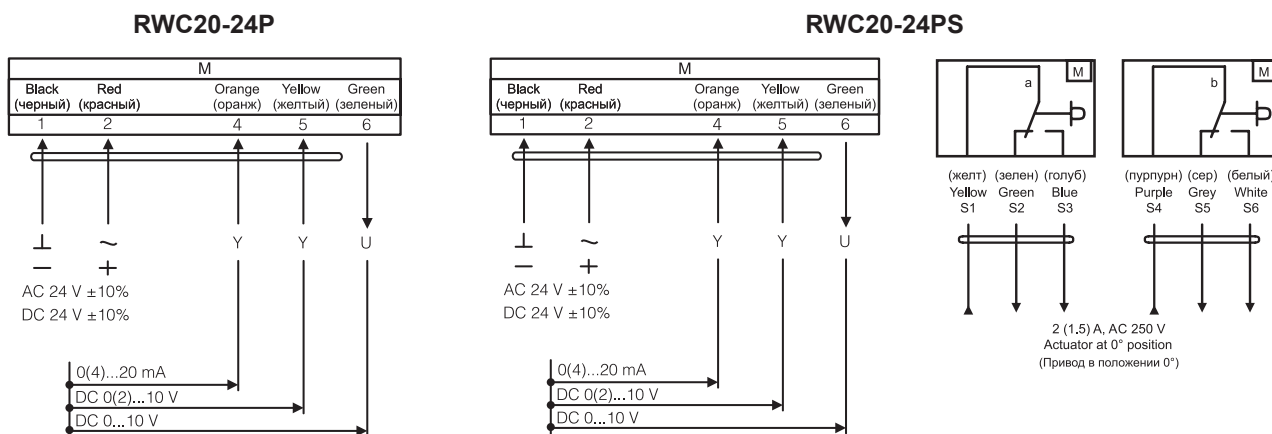 RWC20-24P
M
Black Red Orange Yellow Green
(черный) (красный) (оранж) (желтый) (зеленый)
1 2 4 5 6
⊥ ~ Y Y U
− +
AC 24 V ±10%
DC 24 V ±10%
0(4)...20 mA
DC 0(2)...10 V
DC 0...10 V
RWC20-24PS
M
Black Red Orange Yellow Green
(черный) (красный) (оранж) (желтый) (зеленый)
1 2 4 5 6
⊥ ~ Y Y U
− +
AC 24 V ±10%
DC 24 V ±10%
0(4)...20 mA
DC 0(2)...10 V
DC 0...10 V
M
a
(желт) (зелен) (голуб)
Yellow Green Blue
S1 S2 S3
M
b
(пурпурн) (сер) (белый)
Purple Grey White
S4 S5 S6
2 (1,5) A, AC 250 V
Actuator at 0° position
(Привод в положении 0°)